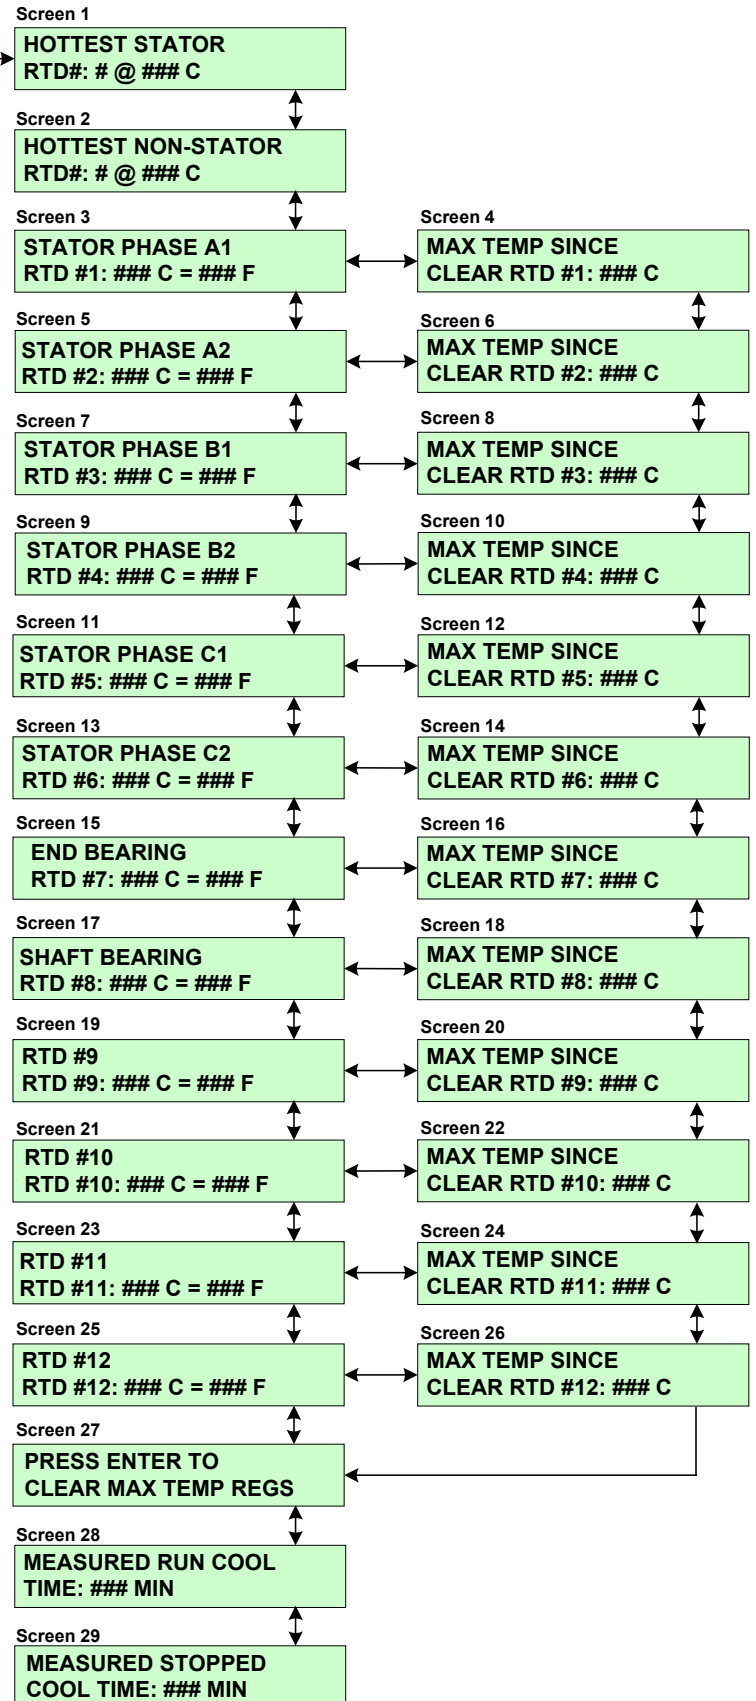 Screen 1
HOTTEST STATOR
RTD#: # @ ### C
Screen 2
HOTTEST NON-STATOR
RTD#: # @ ### C
Screen 3
STATOR PHASE A1
RTD #1: ### C = ### F
Screen 4
MAX TEMP SINCE
CLEAR RTD #1: ### C
Screen 5
STATOR PHASE A2
RTD #2: ### C = ### F
Screen 6
MAX TEMP SINCE
CLEAR RTD #2: ### C
Screen 7
STATOR PHASE B1
RTD #3: ### C = ### F
Screen 8
MAX TEMP SINCE
CLEAR RTD #3: ### C
Screen 9
STATOR PHASE B2
RTD #4: ### C = ### F
Screen 10
MAX TEMP SINCE
CLEAR RTD #4: ### C
Screen 11
STATOR PHASE C1
RTD #5: ### C = ### F
Screen 12
MAX TEMP SINCE
CLEAR RTD #5: ### C
Screen 13
STATOR PHASE C2
RTD #6: ### C = ### F
Screen 14
MAX TEMP SINCE
CLEAR RTD #6: ### C
Screen 15
END BEARING
RTD #7: ### C = ### F
Screen 16
MAX TEMP SINCE
CLEAR RTD #7: ### C
Screen 17
SHAFT BEARING
RTD #8: ### C = ### F
Screen 18
MAX TEMP SINCE
CLEAR RTD #8: ### C
Screen 19
RTD #9
RTD #9: ### C = ### F
Screen 20
MAX TEMP SINCE
CLEAR RTD #9: ### C
Screen 21
RTD #10
RTD #10: ### C = ### F
Screen 22
MAX TEMP SINCE
CLEAR RTD #10: ### C
Screen 23
RTD #11
RTD #11: ### C = ### F
Screen 24
MAX TEMP SINCE
CLEAR RTD #11: ### C
Screen 25
RTD #12
RTD #12: ### C = ### F
Screen 26
MAX TEMP SINCE
CLEAR RTD #12: ### C
Screen 27
PRESS ENTER TO
CLEAR MAX TEMP REGS
Screen 28
MEASURED RUN COOL
TIME: ### MIN
Screen 29
MEASURED STOPPED
COOL TIME: ### MIN